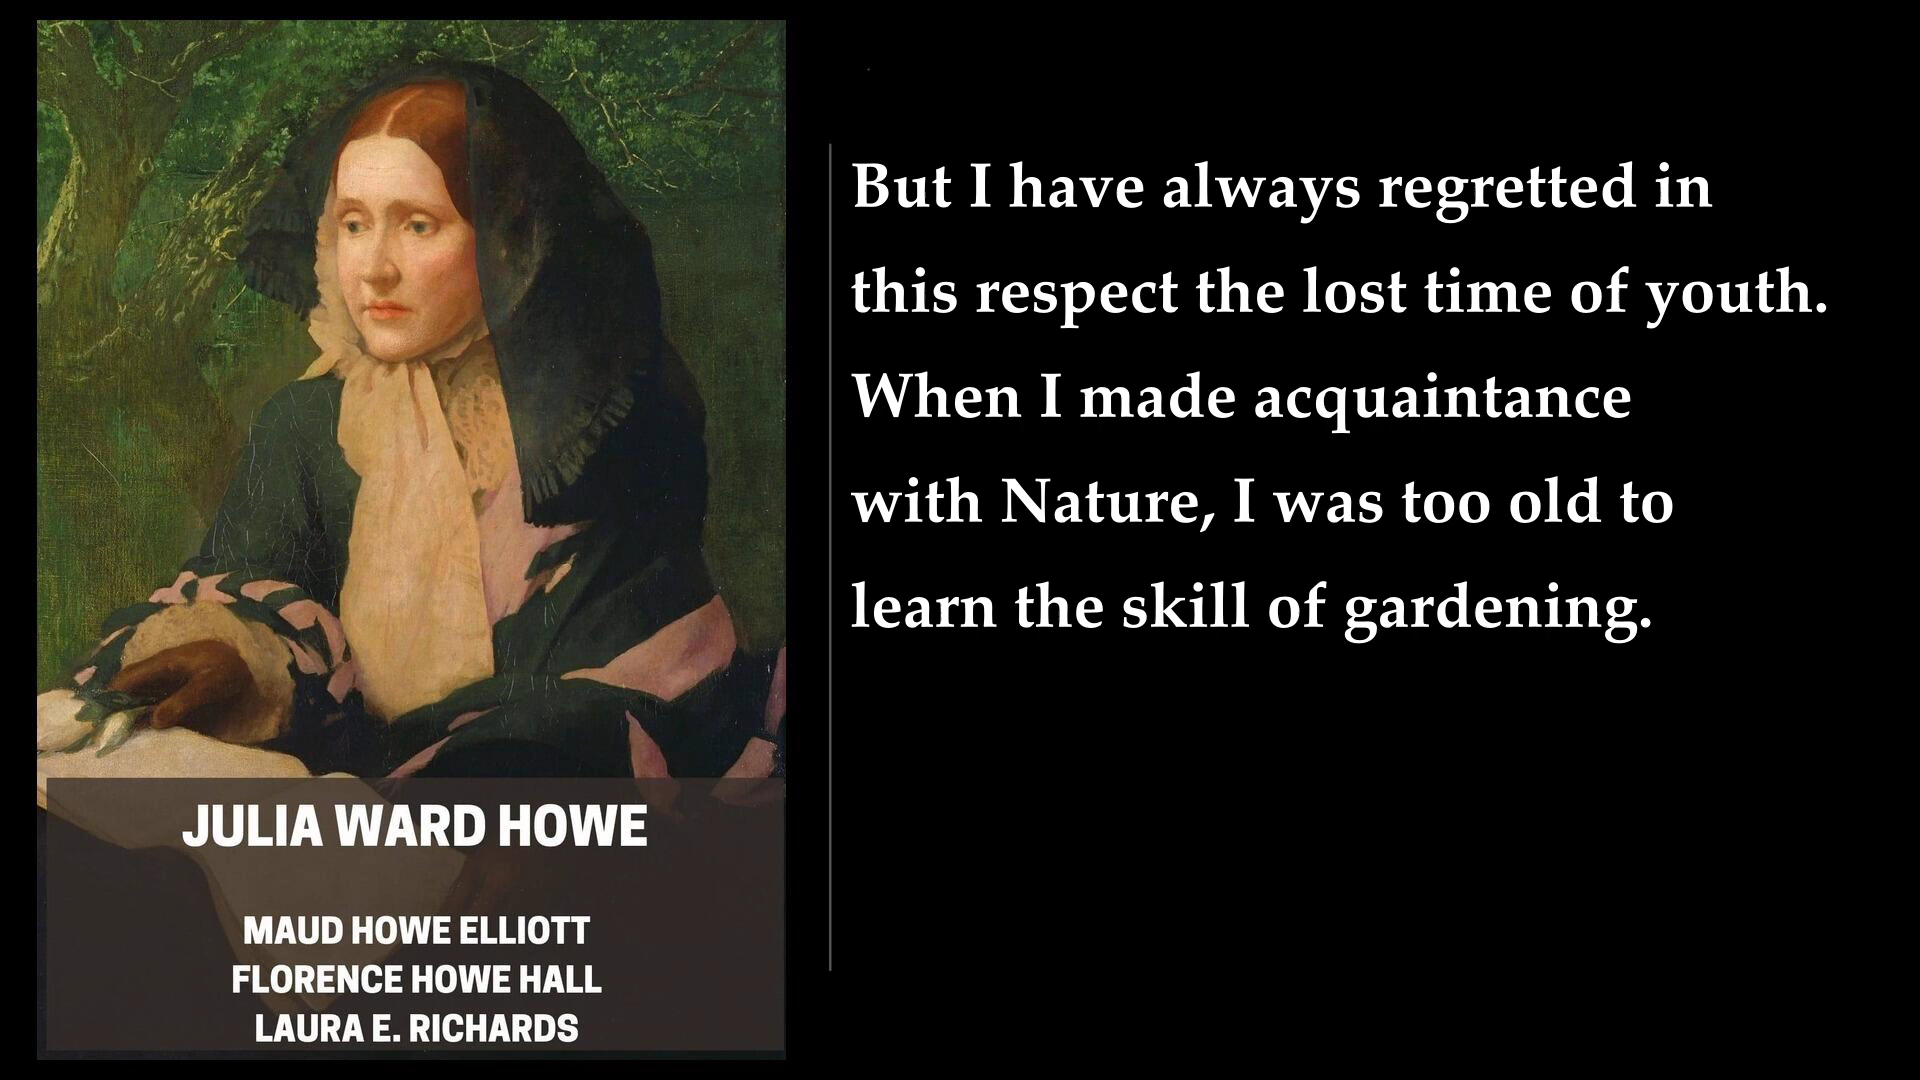 JULIA WARD HOWE
MAUD HOWE ELLIOTT
FLORENCE HOWE HALL
LAURA E. RICHARDS
But I have always regretted in
this respect the lost time of youth.
When I made acquaintance
with Nature, I was too old to
learn the skill of gardening.